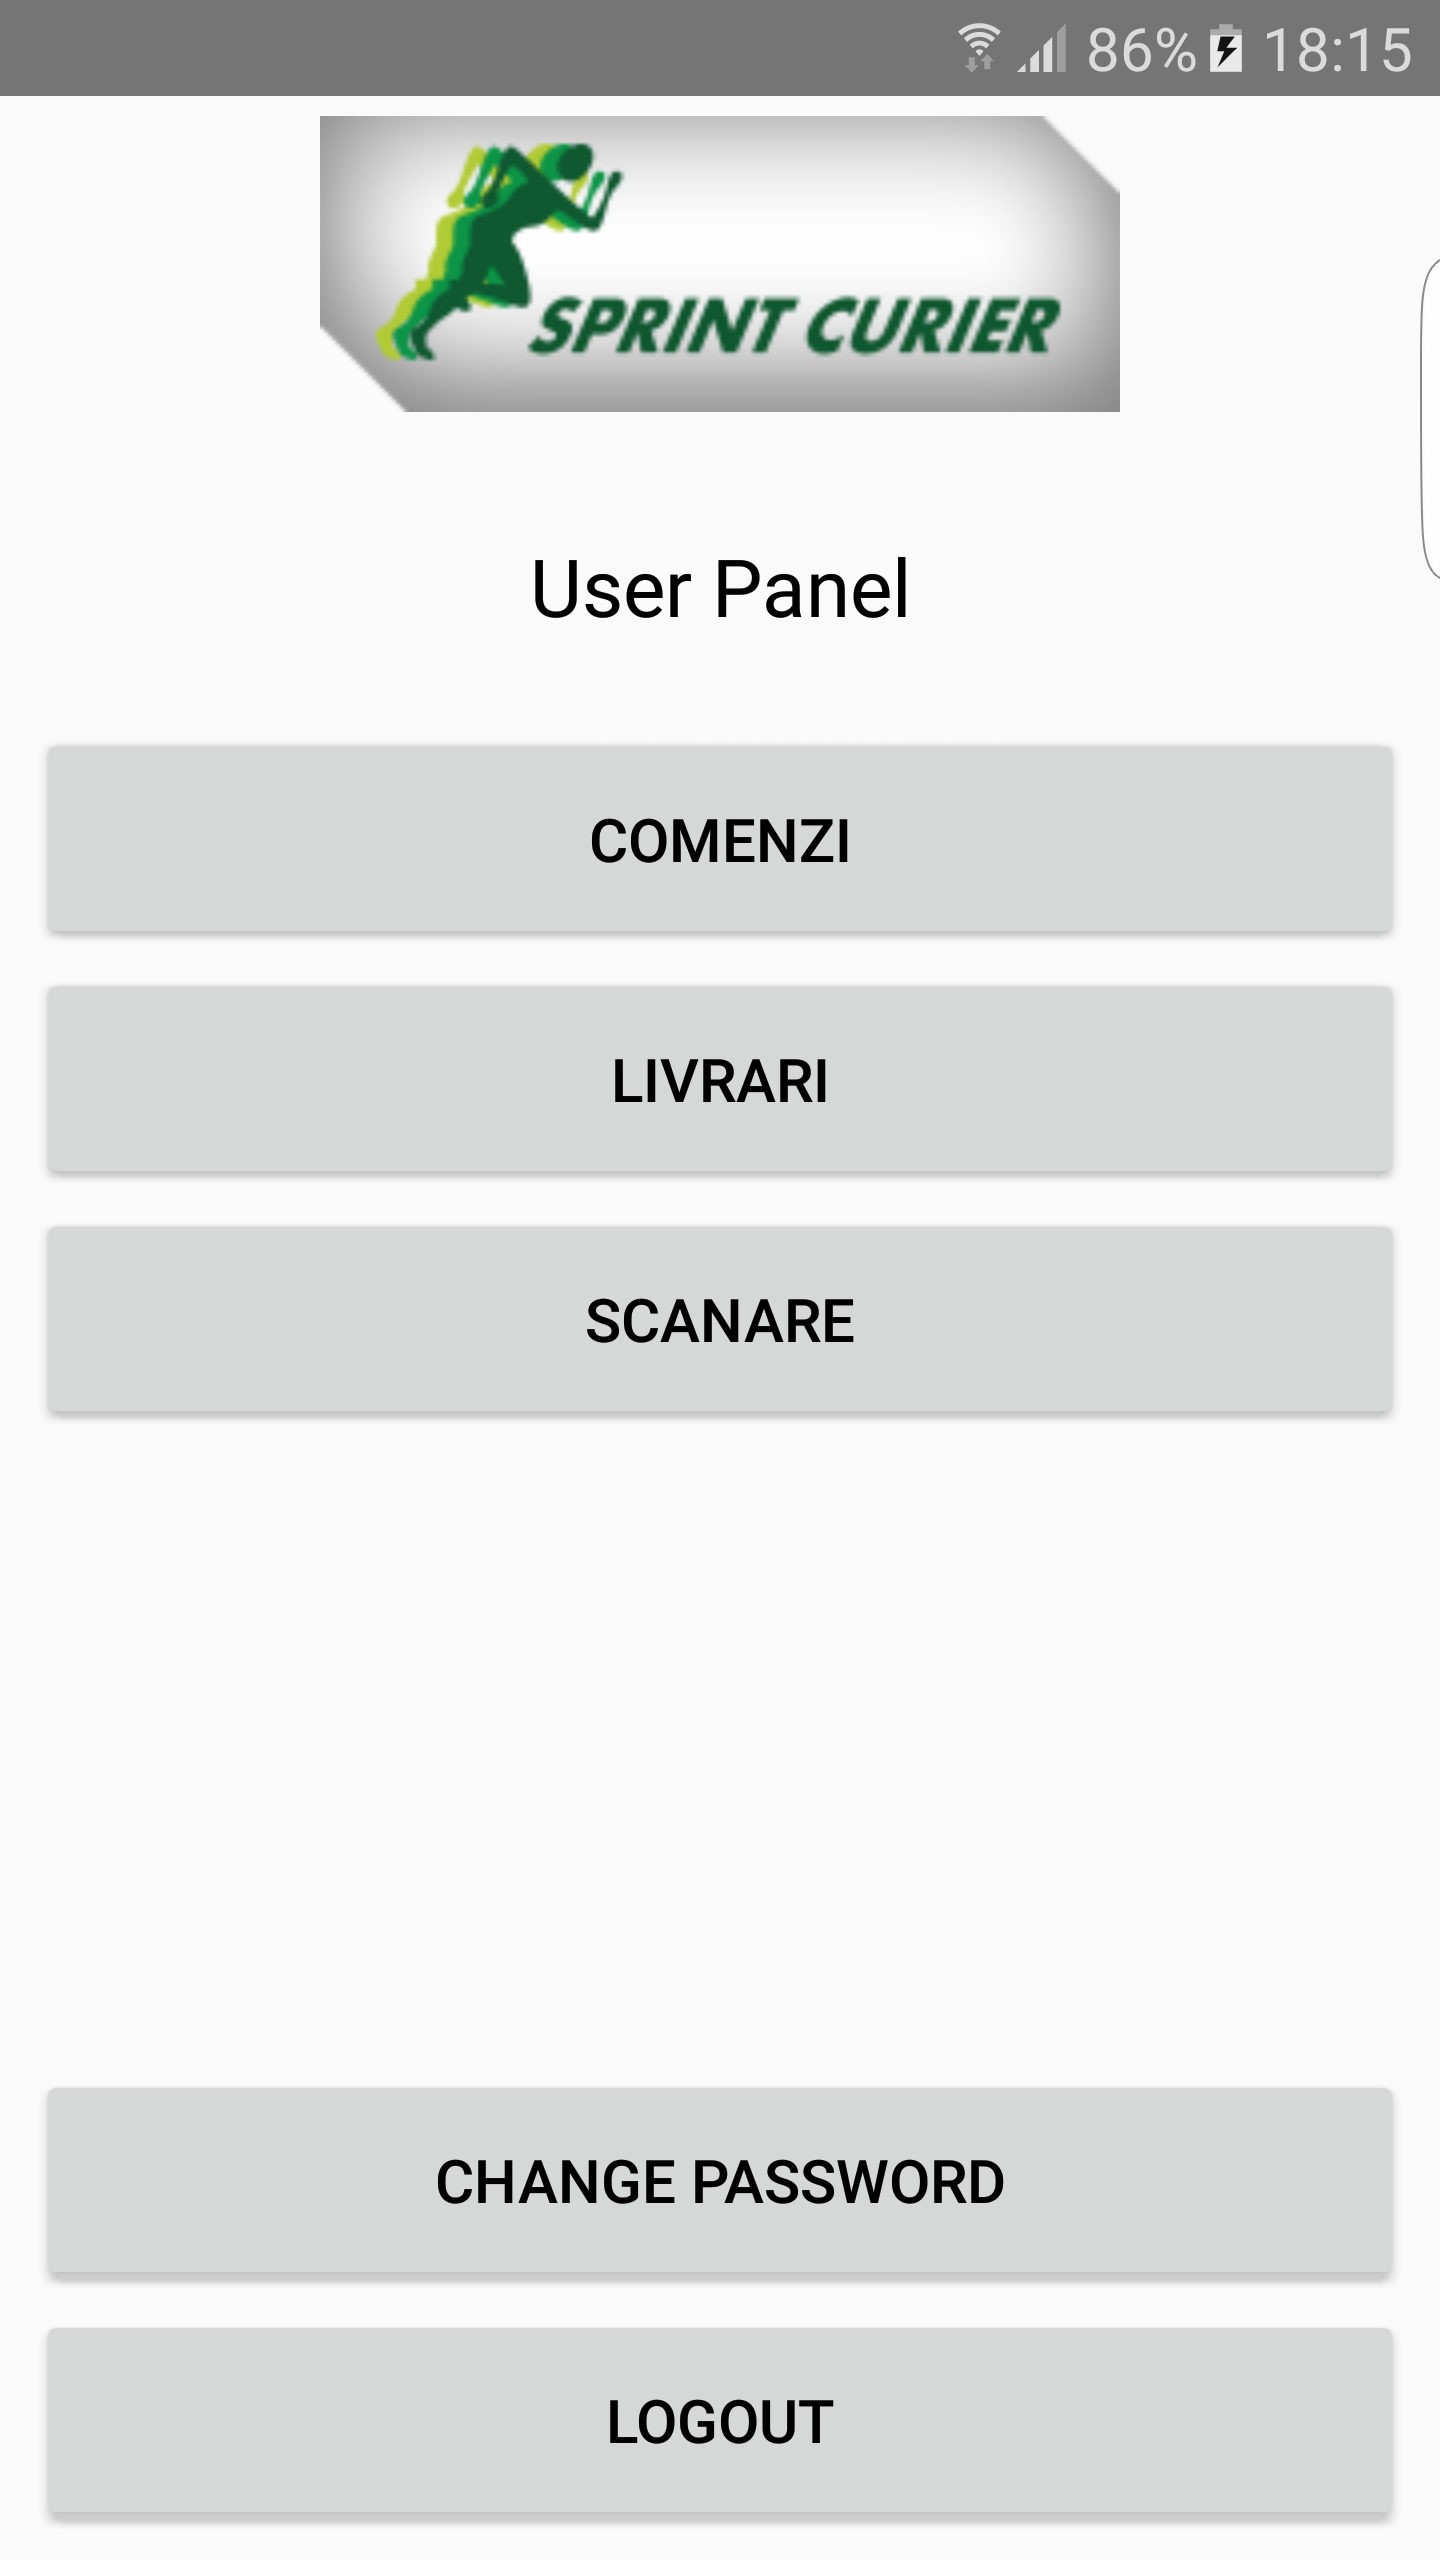 86% 18:15
SPRINT CURIER
User Panel
COMENZI
LIVRARI
SCANARE
CHANGE PASSWORD
LOGOUT